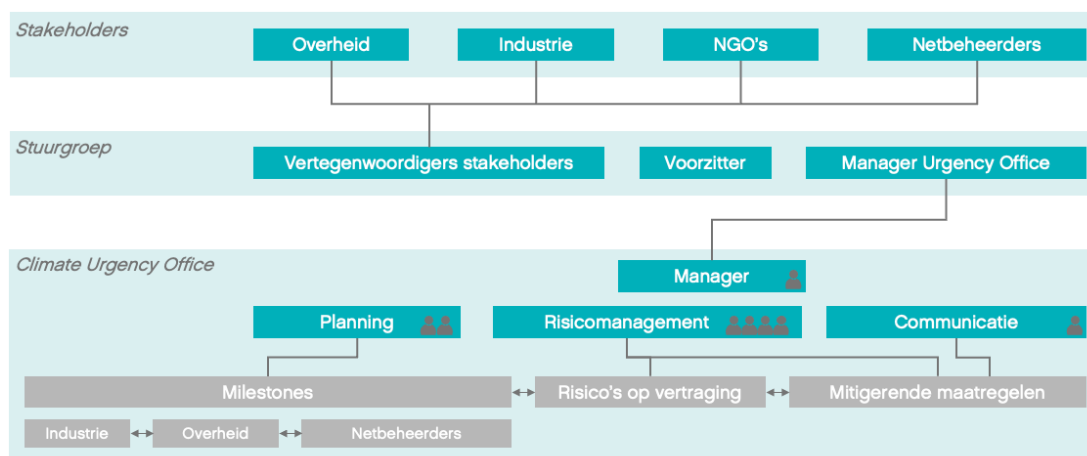 Stakeholders
Overheid
Industrie
NGO's
Netbeheerders
Stuurgroep
Vertegenwoordigers stakeholders
Voorzitter
Manager Urgency Office
Climate Urgency Office
Manager
Planning
Risicomanagement
Communicatie
Milestones
Risico's op vertraging
Mitigerende maatregelen
Industrie
Overheid
Netbeheerders